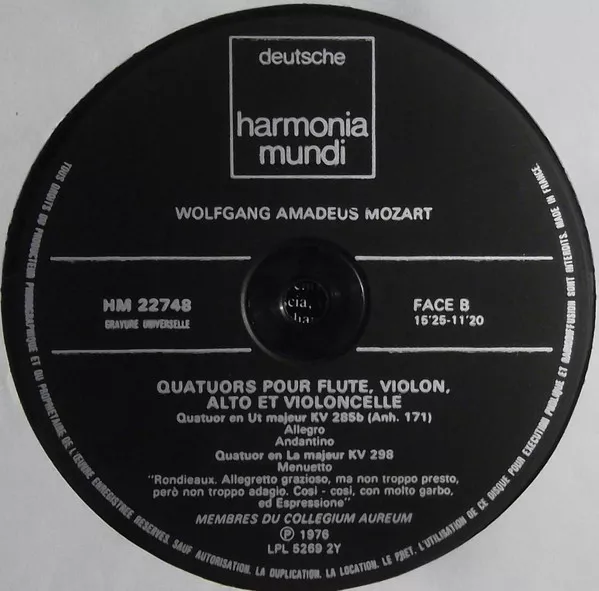 deutsche
harmonia
mundi
WOLFGANG AMADEUS MOZART
HM 22748
GRAVURE UNIVERSELLE
FACE B
15'25-11'20
QUATUORS POUR FLUTE, VIOLON,
ALTO ET VIOLONCELLE
Quatuor en Ut majeur KV 285b (Anh. 171)
Allegro
Andantino
Quatuor en La majeur KV 298
Menuetto
"Rondieaux. Allegretto grazioso, ma non troppo presto,
però non troppo adagio. Cosi - cosi, con molto garbo,
ed Espressione"
MEMBRES DU COLLEGIUM AUREUM
℗ 1976
LPL 5269 2Y
TOUS DROITS DU PRODUCTEUR PHONOGRAPHIQUE ET DU PROPRIETAIRE DE L'ŒUVRE ENREGISTREE RESERVES. SAUF AUTORISATION, LA DUPLICATION, LA LOCATION, LE PRET, L'UTILISATION DE CE DISQUE POUR EXECUTION PUBLIQUE ET RADIODIFFUSION SONT INTERDITS. MADE IN FRANCE.